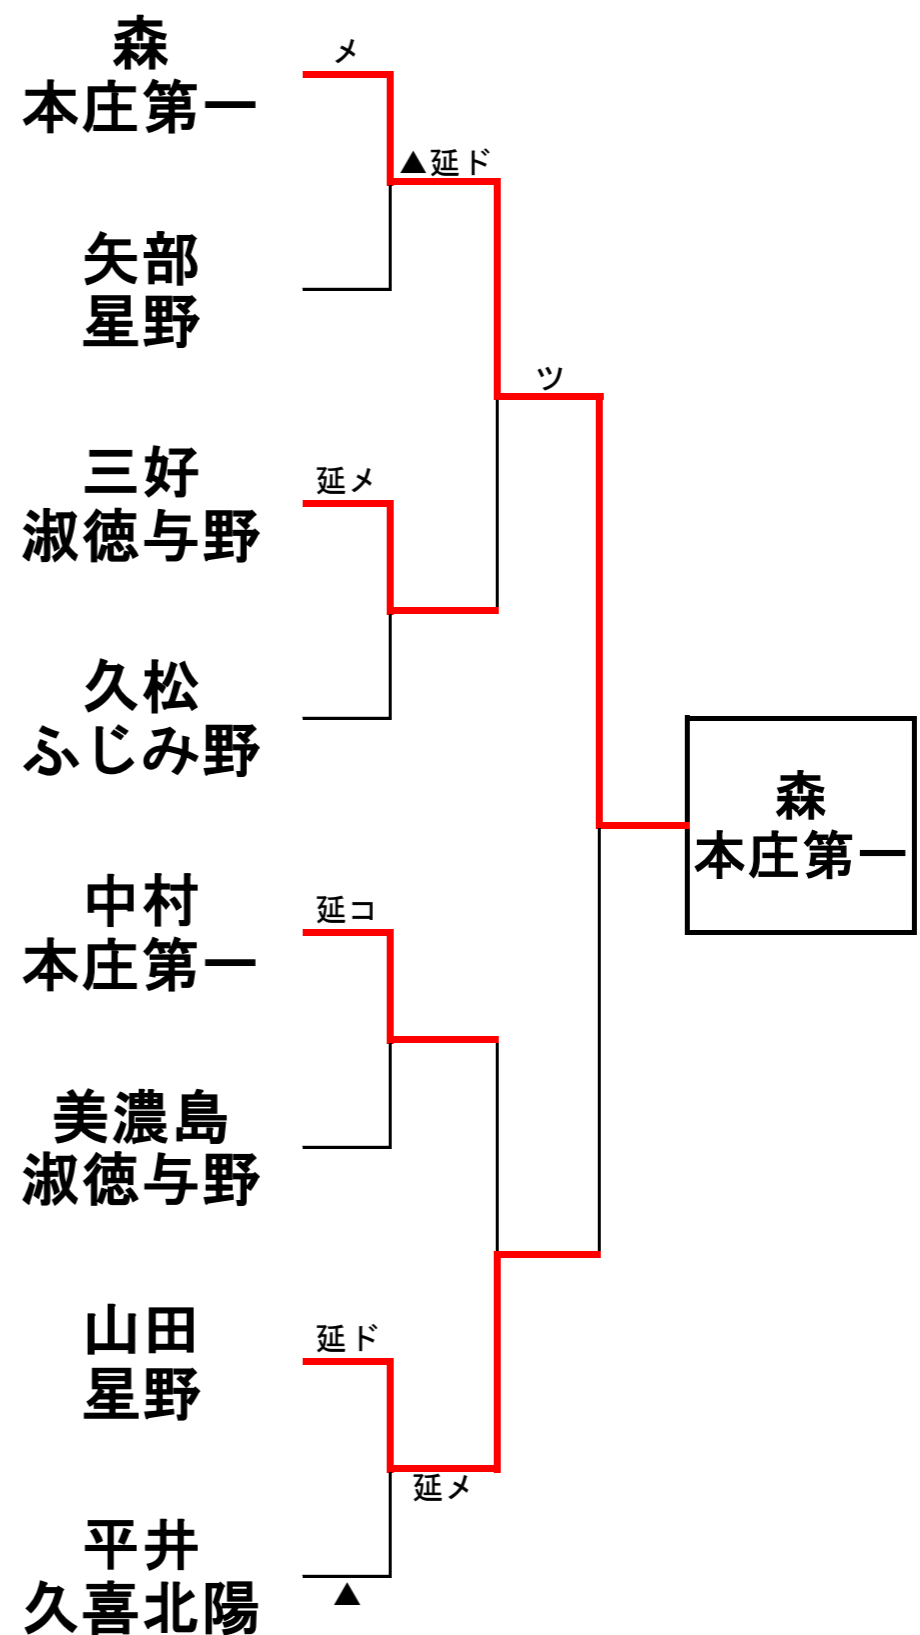 森
本庄第一
メ
▲延ド
矢部
星野
ツ
三好
淑徳与野
延メ
久松
ふじみ野
森
本庄第一
中村
本庄第一
延コ
美濃島
淑徳与野
山田
星野
延ド
延メ
平井
久喜北陽
▲